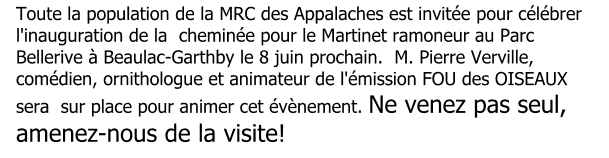 Toute la population de la MRC des Appalaches est invitée pour célébrer
l'inauguration de la  cheminée pour le Martinet ramoneur au Parc
Bellerive à Beaulac-Garthby le 8 juin prochain.  M. Pierre Verville,
comédien, ornithologue et animateur de l'émission FOU des OISEAUX
sera  sur place pour animer cet évènement. Ne venez pas seul,
amenez-nous de la visite!